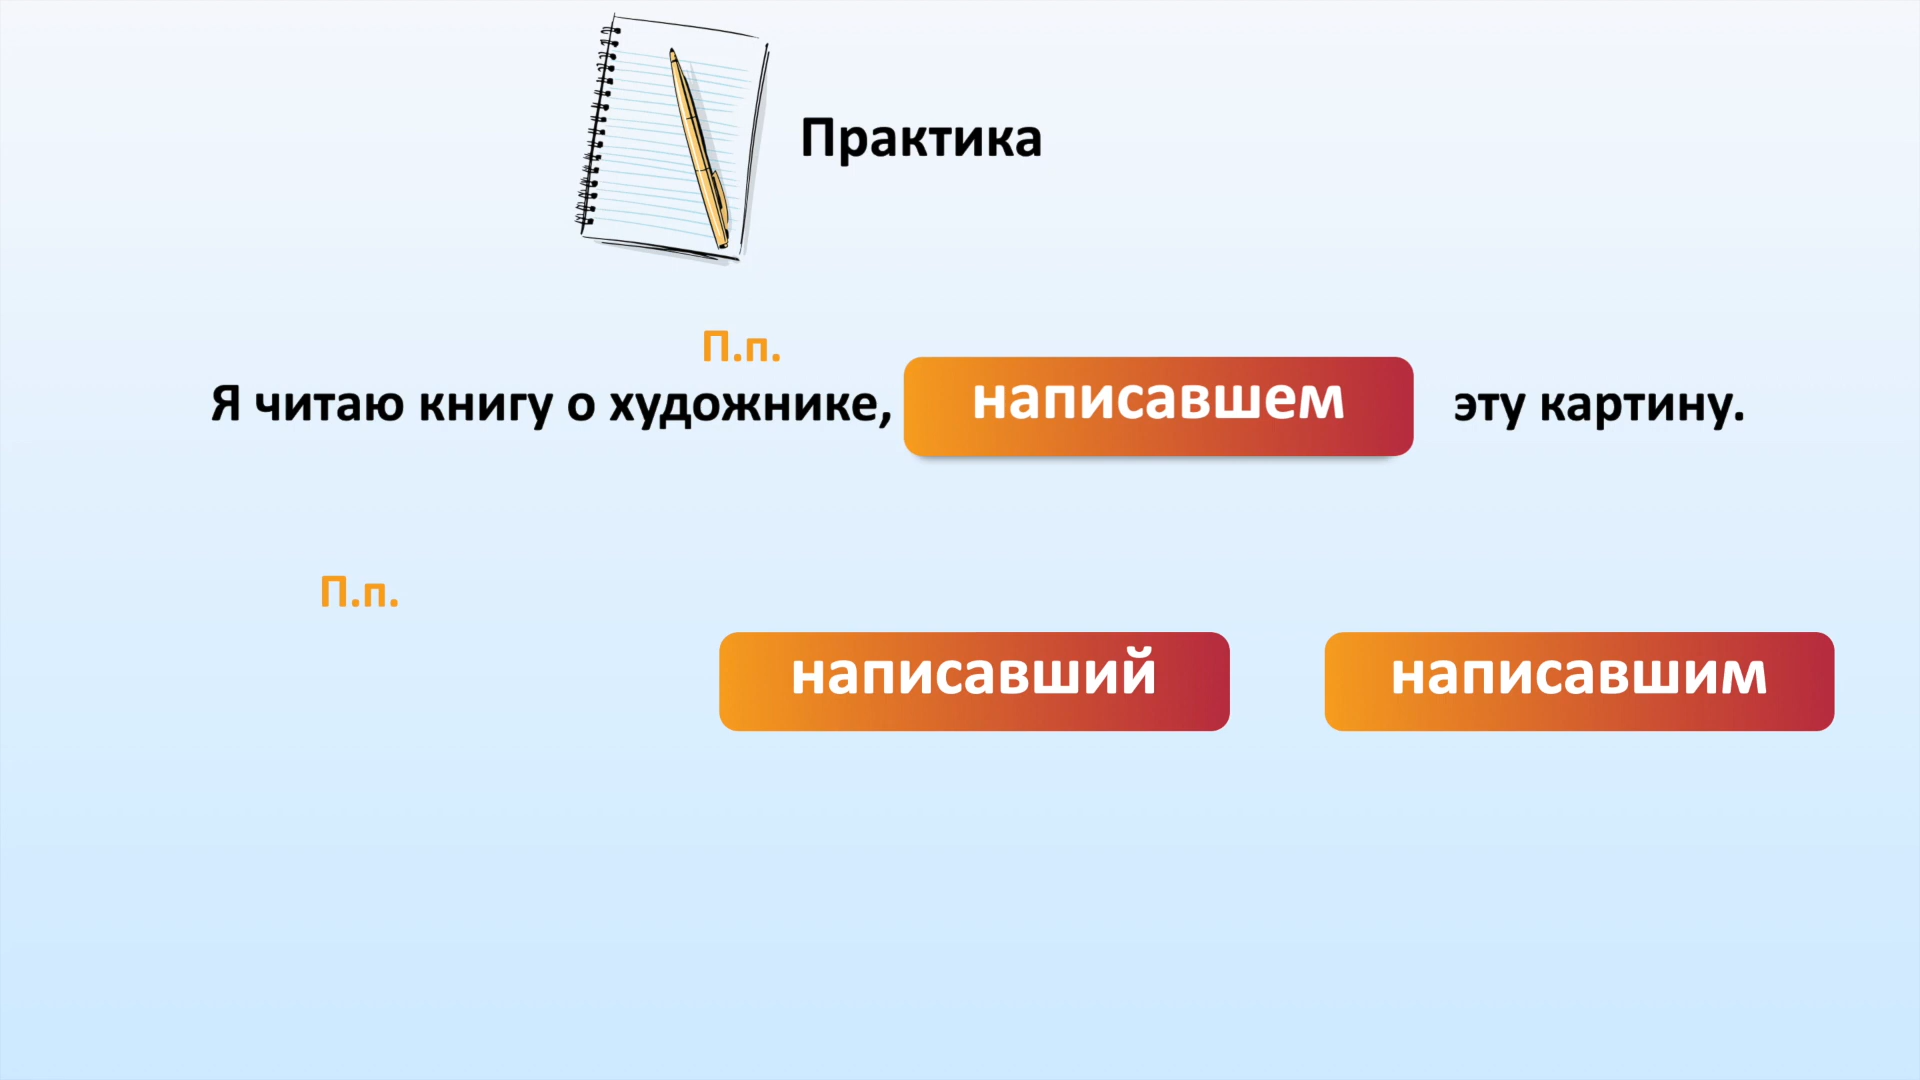 Практика
П.п.
Я читаю книгу о художнике, написавшем эту картину.
П.п.
написавший написавшим